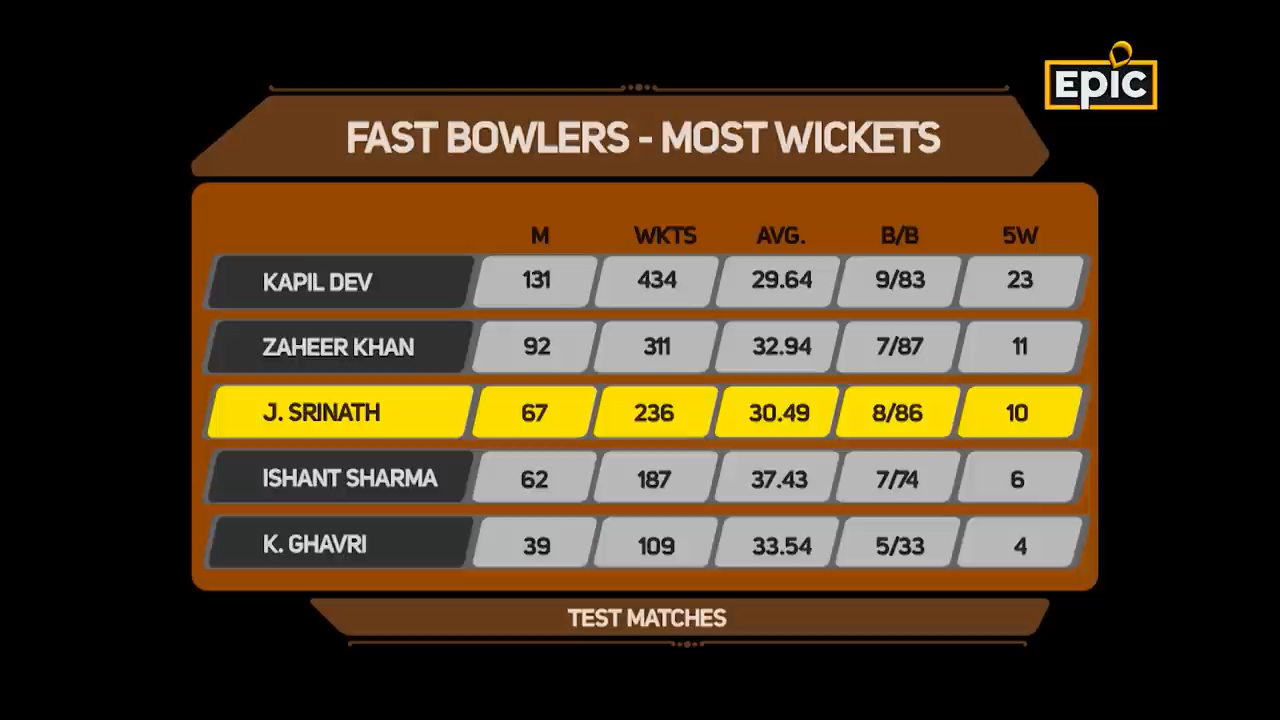 EPIC
FAST BOWLERS - MOST WICKETS
M WKTS AVG. B/B 5W
KAPIL DEV 131 434 29.64 9/83 23
ZAHEER KHAN 92 311 32.94 7/87 11
J. SRINATH 67 236 30.49 8/86 10
ISHANT SHARMA 62 187 37.43 7/74 6
K. GHAVRI 39 109 33.54 5/33 4
TEST MATCHES